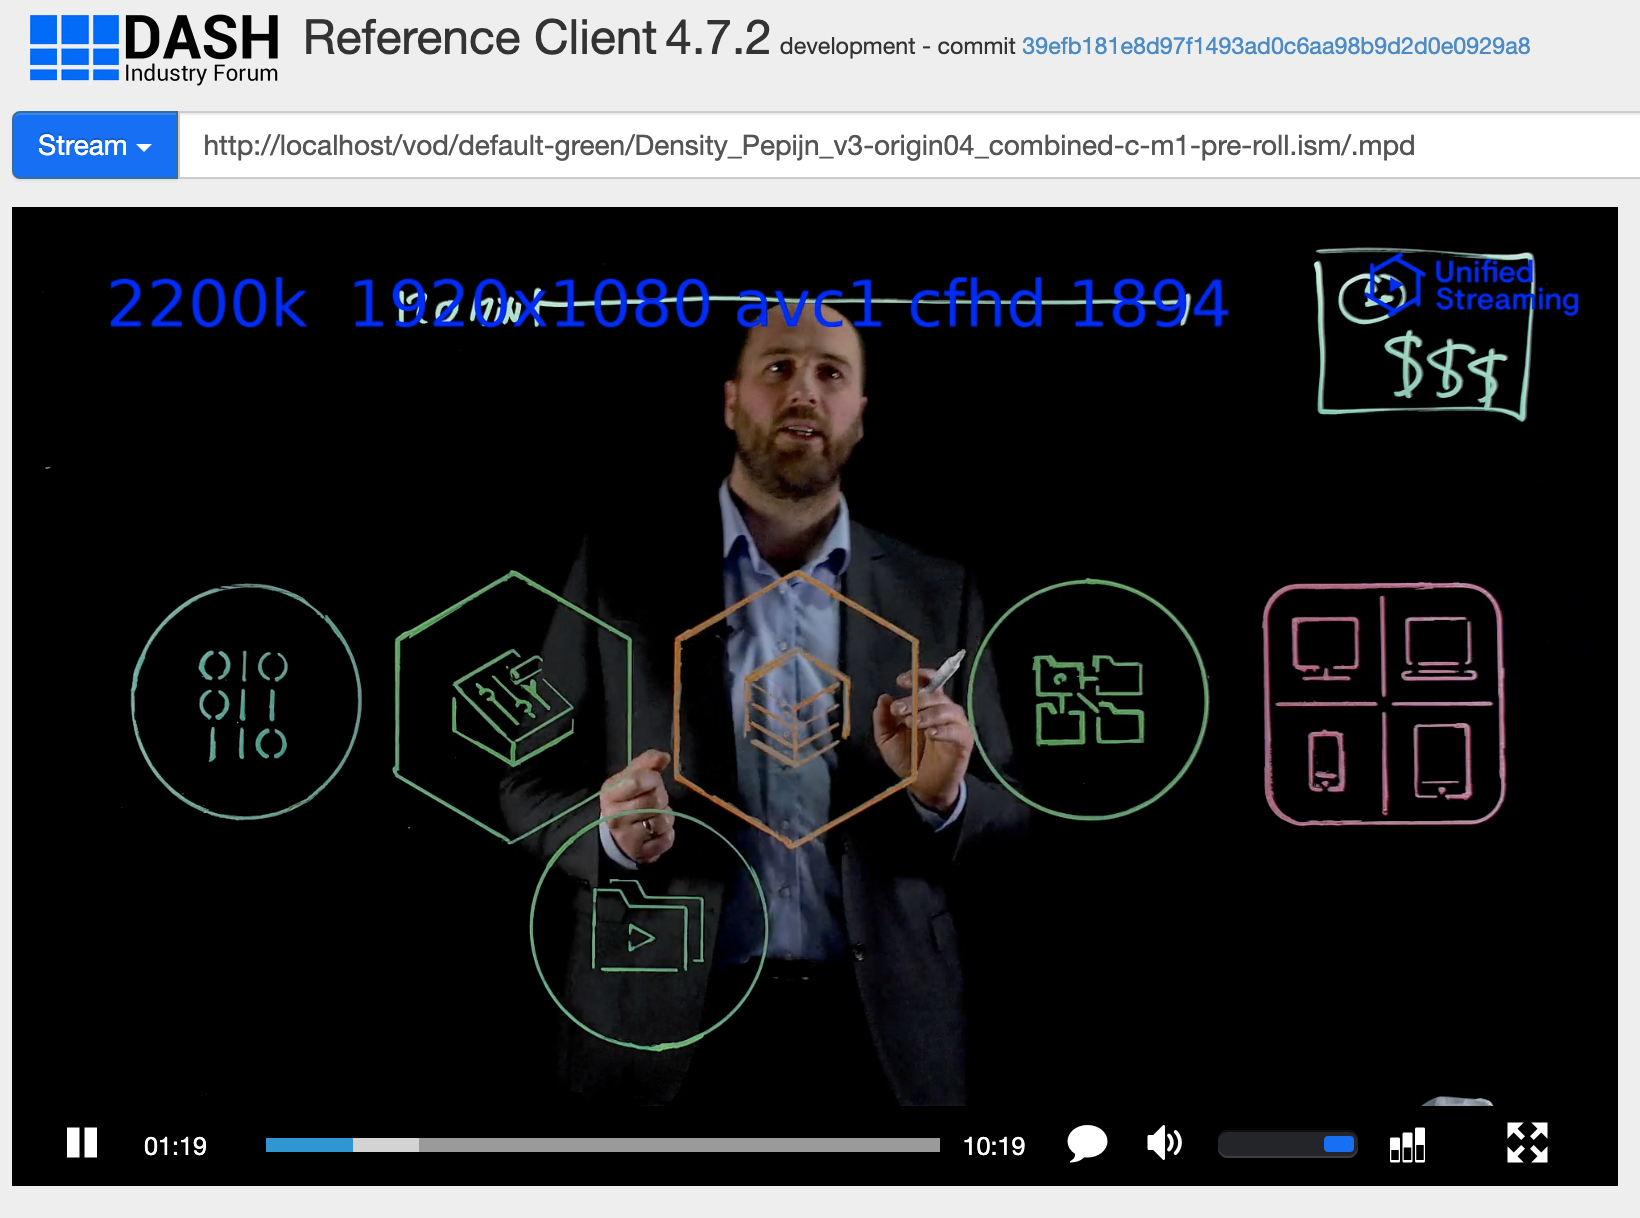 DASH
Industry Forum
Reference Client 4.7.2 development - commit 39efb181e8d97f1493ad0c6aa98b9d2d0e0929a8
Stream
http://localhost/vod/default-green/Density_Pepijn_v3-origin04_combined-c-m1-pre-roll.ism/.mpd
2200k 1920x1080 avc1 cfhd 1894
Unified
Streaming
$$$
010
011
110
01:19
10:19